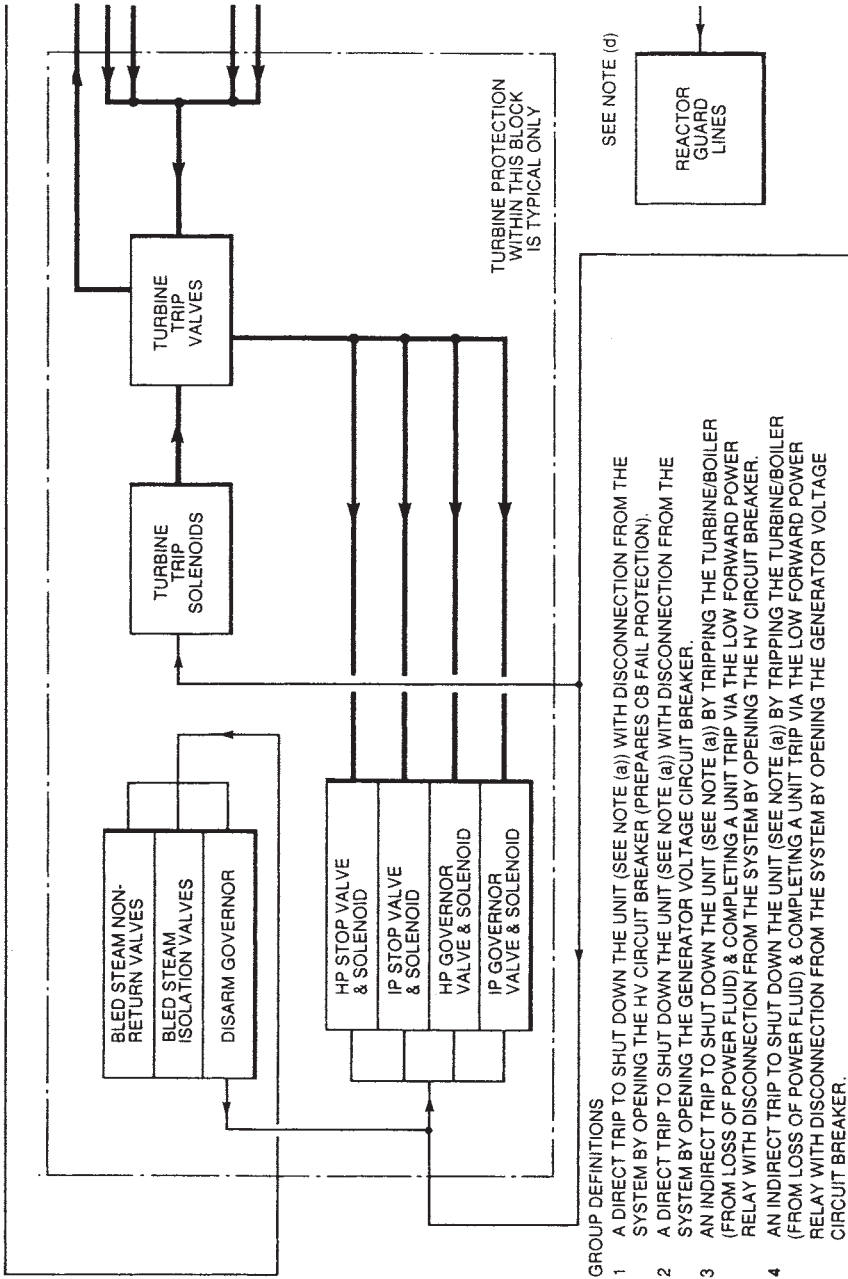 SEE NOTE (d)
REACTOR
GUARD
LINES
TURBINE PROTECTION
WITHIN THIS BLOCK
IS TYPICAL ONLY
TURBINE
TRIP
VALVES
TURBINE
TRIP
SOLENOIDS
BLED STEAM NON-
RETURN VALVES
BLED STEAM
ISOLATION VALVES
DISARM GOVERNOR
HP STOP VALVE
& SOLENOID
IP STOP VALVE
& SOLENOID
HP GOVERNOR
VALVE & SOLENOID
IP GOVERNOR
VALVE & SOLENOID
GROUP DEFINITIONS
1 A DIRECT TRIP TO SHUT DOWN THE UNIT (SEE NOTE (a)) WITH DISCONNECTION FROM THE
SYSTEM BY OPENING THE HV CIRCUIT BREAKER (PREPARES CB FAIL PROTECTION).
2 A DIRECT TRIP TO SHUT DOWN THE UNIT (SEE NOTE (a)) WITH DISCONNECTION FROM THE
SYSTEM BY OPENING THE GENERATOR VOLTAGE CIRCUIT BREAKER.
3 AN INDIRECT TRIP TO SHUT DOWN THE UNIT (SEE NOTE (a)) BY TRIPPING THE TURBINE/BOILER
(FROM LOSS OF POWER FLUID) & COMPLETING A UNIT TRIP VIA THE LOW FORWARD POWER
RELAY WITH DISCONNECTION FROM THE SYSTEM BY OPENING THE HV CIRCUIT BREAKER.
4 AN INDIRECT TRIP TO SHUT DOWN THE UNIT (SEE NOTE (a)) BY TRIPPING THE TURBINE/BOILER
(FROM LOSS OF POWER FLUID) & COMPLETING A UNIT TRIP VIA THE LOW FORWARD POWER
RELAY WITH DISCONNECTION FROM THE SYSTEM BY OPENING THE GENERATOR VOLTAGE
CIRCUIT BREAKER.